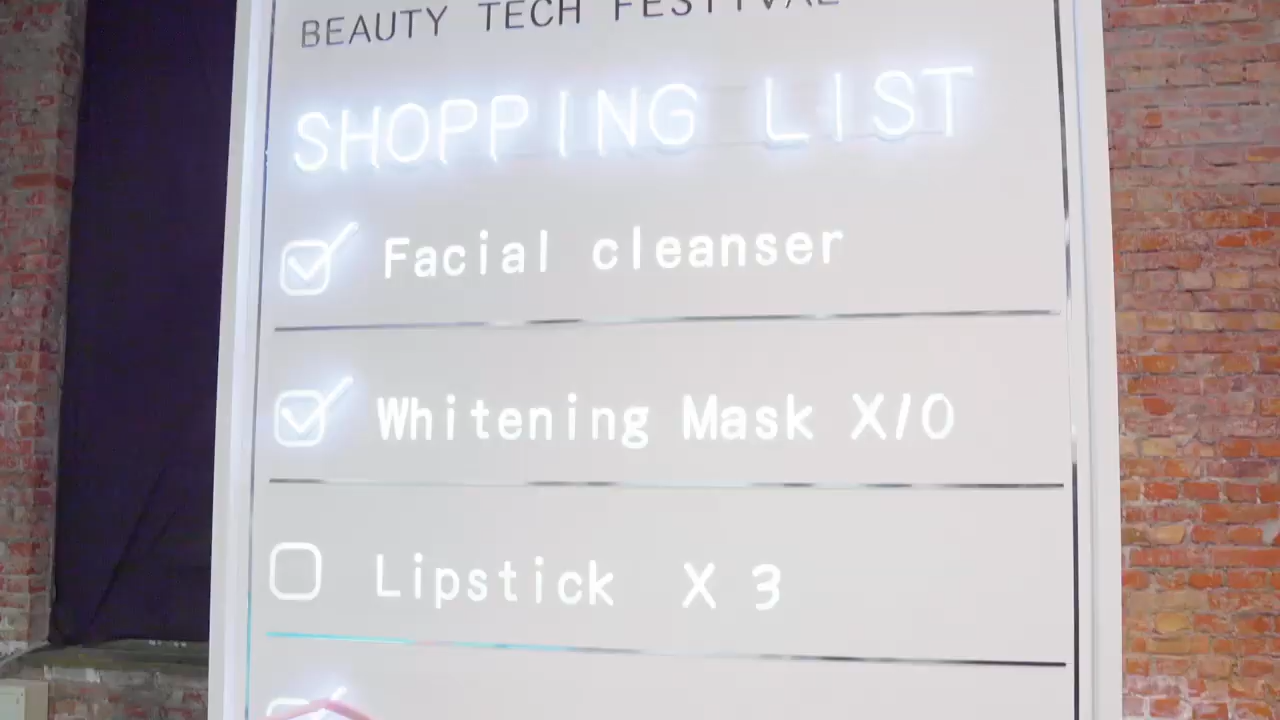 BEAUTY TECH FESTIVAL
SHOPPING LIST
Facial cleanser
Whitening Mask X10
Lipstick X 3